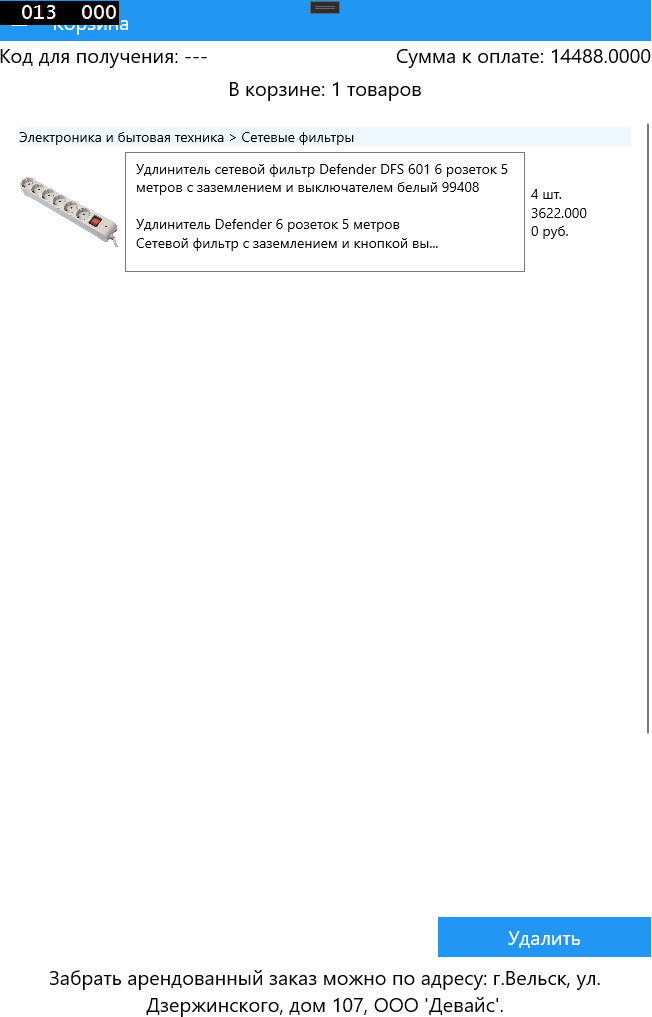 013 000
Корзина
Код для получения: --- Сумма к оплате: 14488.0000
В корзине: 1 товаров
Электроника и бытовая техника > Сетевые фильтры
Удлинитель сетевой фильтр Defender DFS 601 6 розеток 5
метров с заземлением и выключателем белый 99408
Удлинитель Defender 6 розеток 5 метров
Сетевой фильтр с заземлением и кнопкой вы...
4 шт.
3622.000
0 руб.
Удалить
Забрать арендованный заказ можно по адресу: г.Вельск, ул.
Дзержинского, дом 107, ООО 'Девайс'.